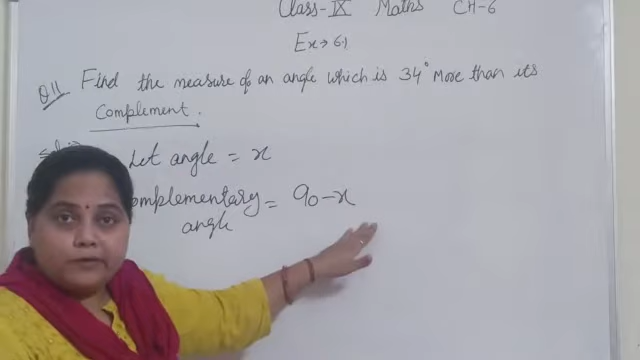 Class-IX Maths CH-6
Ex → 6.1
Q11 Find the measure of an angle which is 34° More than its
Complement.
Let angle = x
omplementary = 90-x
angle